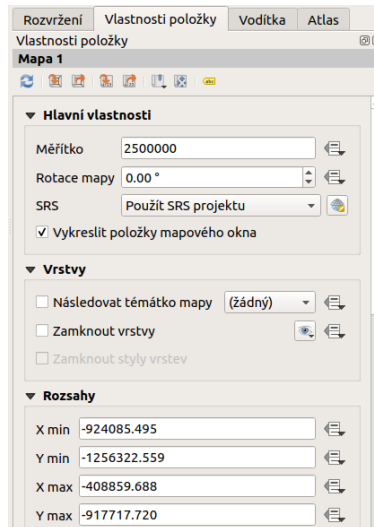 Rozvržení Vlastnosti položky Vodítka Atlas
Vlastnosti položky
Mapa 1
abc
Hlavní vlastnosti
Měřítko 2500000
Rotace mapy 0.00 °
SRS Použít SRS projektu
Vykreslit položky mapového okna
Vrstvy
Následovat témátko mapy (žádný)
Zamknout vrstvy
Zamknout styly vrstev
Rozsahy
X min -924085.495
Y min -1256322.559
X max -408859.688
Y max -917717.720